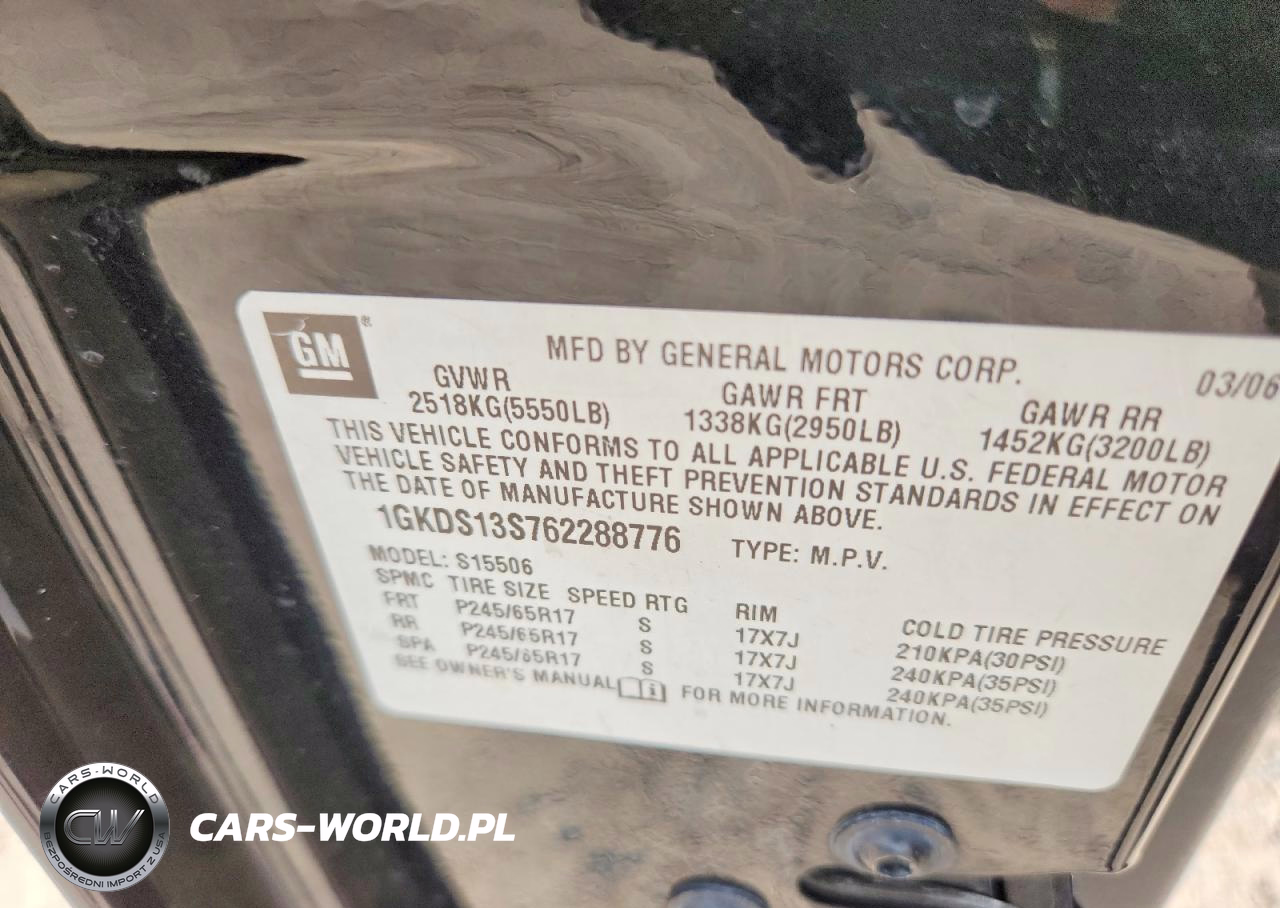 GM®
MFD BY GENERAL MOTORS CORP. 03/06
GVWR GAWR FRT GAWR RR
2518KG(5550LB) 1338KG(2950LB) 1452KG(3200LB)
THIS VEHICLE CONFORMS TO ALL APPLICABLE U.S. FEDERAL MOTOR
VEHICLE SAFETY AND THEFT PREVENTION STANDARDS IN EFFECT ON
THE DATE OF MANUFACTURE SHOWN ABOVE.
1GKDS13S762288776 TYPE: M.P.V.
MODEL: S15506
SPMC TIRE SIZE SPEED RTG RIM COLD TIRE PRESSURE
FRT P245/65R17 S 17X7J 210KPA(30PSI)
RR P245/65R17 S 17X7J 240KPA(35PSI)
SPA P245/65R17 S 17X7J 240KPA(35PSI)
SEE OWNER'S MANUAL i FOR MORE INFORMATION.
CARS-WORLD
CW
BEZPOŚREDNI IMPORT Z USA
CARS-WORLD.PL